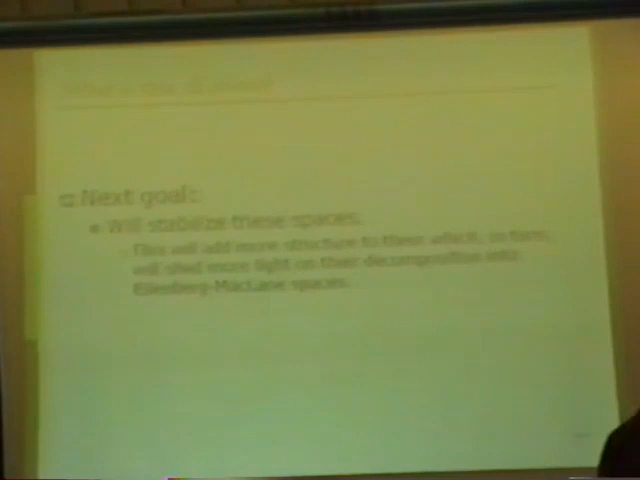 Next goal:
Will stabilize these spaces.
This will add more structure to them which, in turn,
will shed more light on their decomposition into
Eilenberg-MacLane spaces.